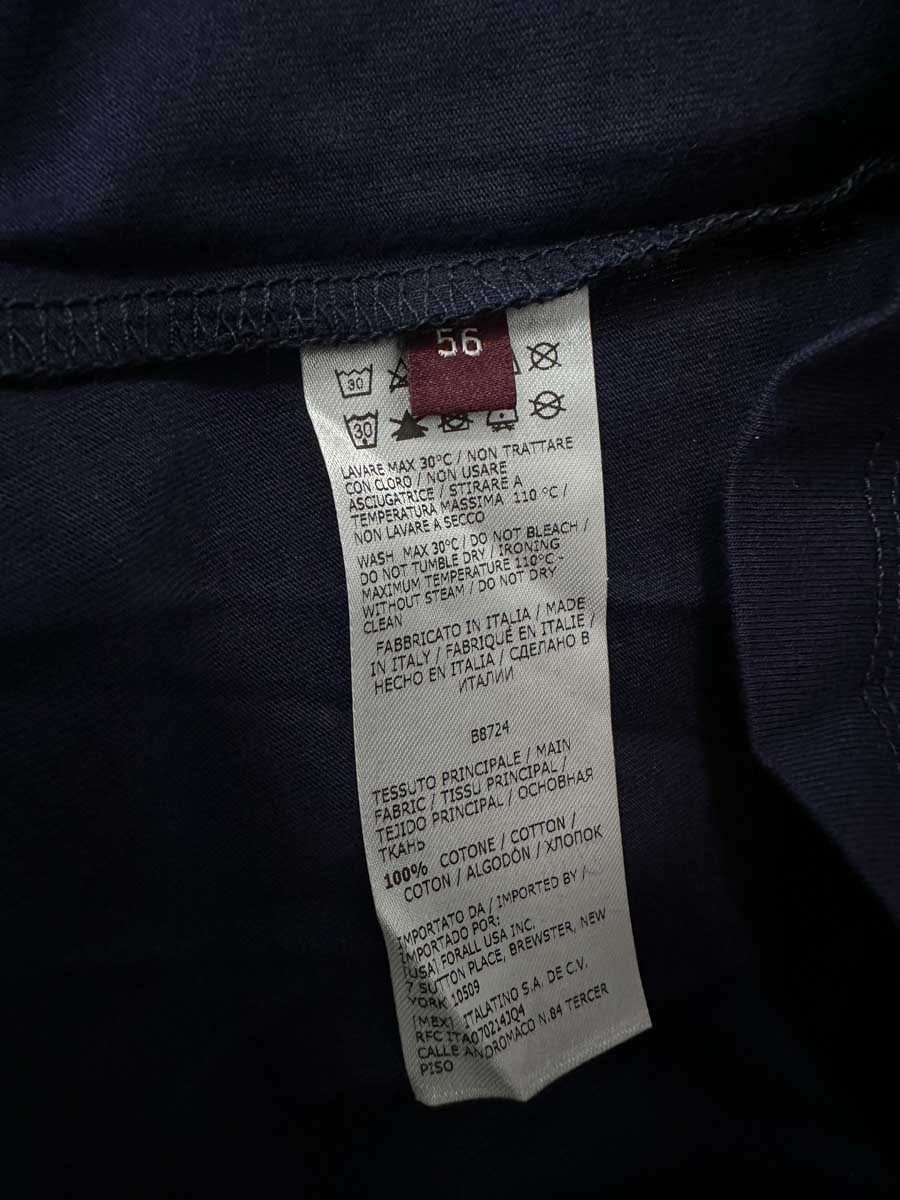 56
30
30
LAVARE MAX 30°C / NON TRATTARE
CON CLORO / NON USARE
ASCIUGATRICE / STIRARE A
TEMPERATURA MASSIMA 110 °C /
NON LAVARE A SECCO
WASH MAX 30°C / DO NOT BLEACH /
DO NOT TUMBLE DRY / IRONING
MAXIMUM TEMPERATURE 110°C -
WITHOUT STEAM / DO NOT DRY
CLEAN
FABBRICATO IN ITALIA / MADE
IN ITALY / FABRIQUÉ EN ITALIE /
HECHO EN ITALIA / СДЕЛАНО В
ИТАЛИИ
B8724
TESSUTO PRINCIPALE / MAIN
FABRIC / TISSU PRINCIPAL /
TEJIDO PRINCIPAL / ОСНОВНАЯ
ТКАНЬ
100% COTONE / COTTON /
COTON / ALGODÓN / ХЛОПОК
IMPORTATO DA / IMPORTED BY /
IMPORTADO POR:
[USA] FORALL USA INC.
7 SUTTON PLACE, BREWSTER, NEW
YORK 10509
[MEX] ITALATINO S.A. DE C.V.
RFC ITA070214JQ4
CALLE ANDROMACO N.84 TERCER
PISO